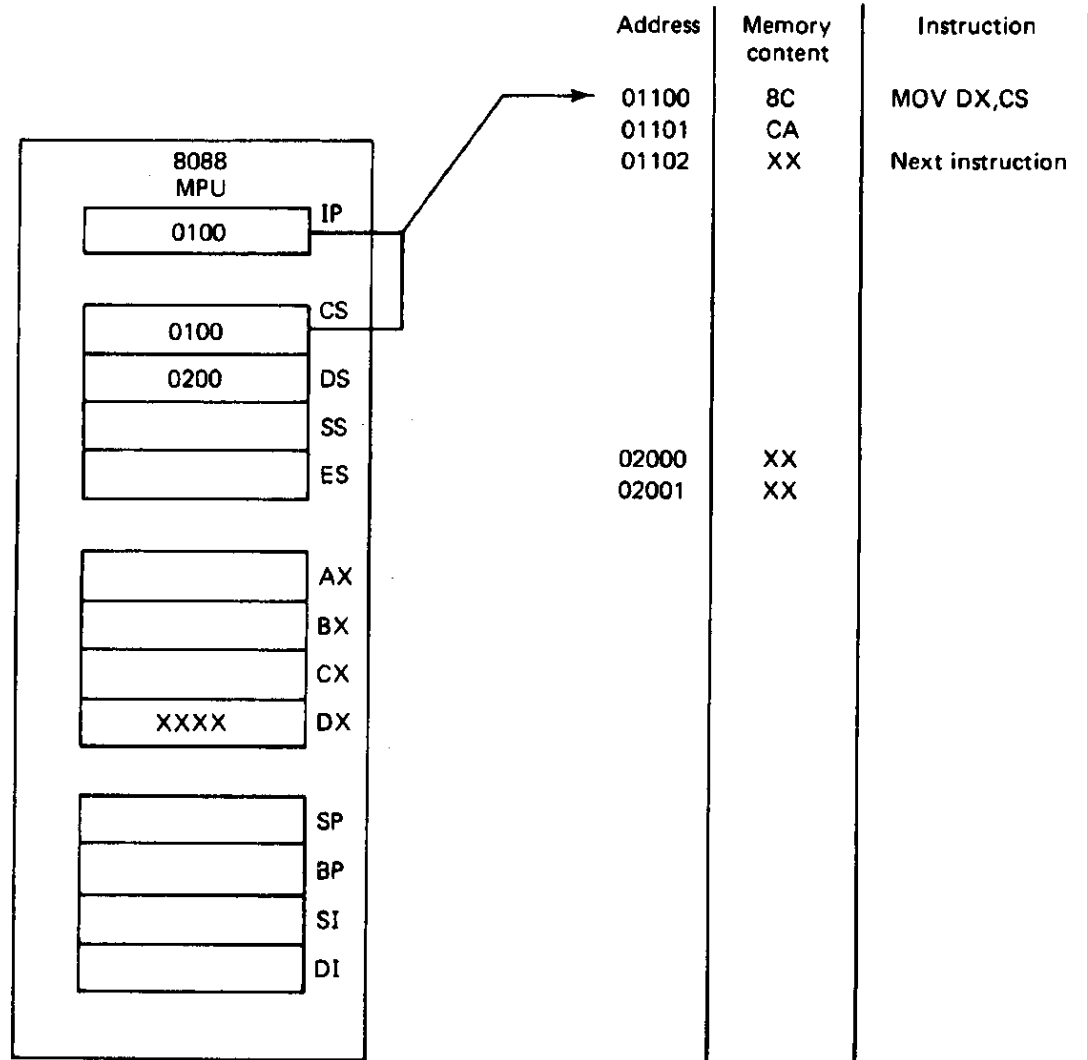 Address Memory content Instruction
01100 8C MOV DX,CS
01101 CA
01102 XX Next instruction
8088
MPU
IP
0100
CS
0100
0200 DS
SS
ES
02000 XX
02001 XX
AX
BX
CX
XXXX DX
SP
BP
SI
DI